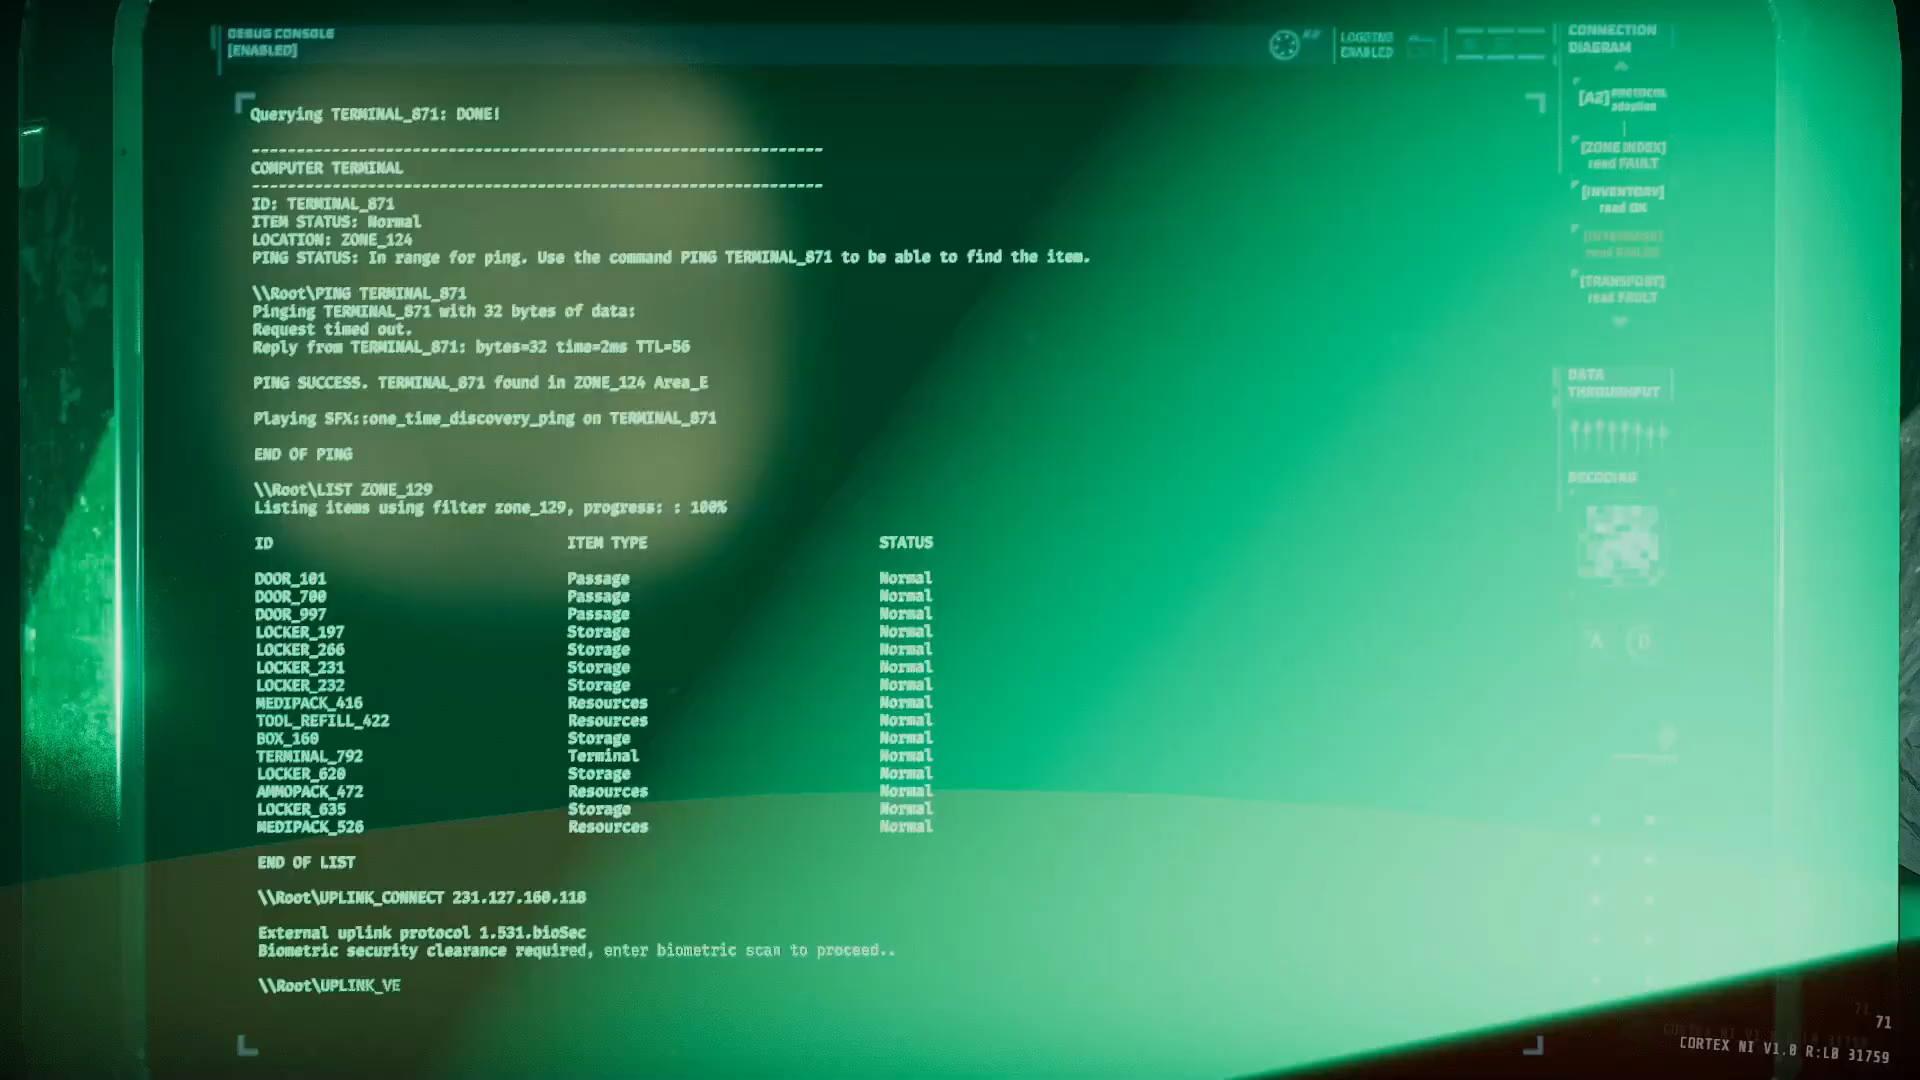 DEBUG CONSOLE
[ENABLED]
LOGGING
ENABLED
CONNECTION
DIAGRAM
Querying TERMINAL_871: DONE!
----------------------------------------------------------------
COMPUTER TERMINAL
----------------------------------------------------------------
ID: TERMINAL_871
ITEM STATUS: Normal
LOCATION: ZONE_124
PING STATUS: In range for ping. Use the command PING TERMINAL_871 to be able to find the item.
\\Root\PING TERMINAL_871
Pinging TERMINAL_871 with 32 bytes of data:
Request timed out.
Reply from TERMINAL_871: bytes=32 time=2ms TTL=56
PING SUCCESS. TERMINAL_871 found in ZONE_124 Area_E
Playing SFX::one_time_discovery_ping on TERMINAL_871
END OF PING
\\Root\LIST ZONE_129
Listing items using filter zone_129, progress: : 100%
ID ITEM TYPE STATUS
DOOR_101 Passage Normal
DOOR_700 Passage Normal
DOOR_997 Passage Normal
LOCKER_197 Storage Normal
LOCKER_266 Storage Normal
LOCKER_231 Storage Normal
LOCKER_232 Storage Normal
MEDIPACK_416 Resources Normal
TOOL_REFILL_422 Resources Normal
BOX_160 Storage Normal
TERMINAL_792 Terminal Normal
LOCKER_620 Storage Normal
AMMOPACK_472 Resources Normal
LOCKER_635 Storage Normal
MEDIPACK_526 Resources Normal
END OF LIST
\\Root\UPLINK_CONNECT 231.127.160.118
External uplink protocol 1.531.bioSec
Biometric security clearance required, enter biometric scan to proceed..
\\Root\UPLINK_VE
[A2] PROTOCOL
adaption
[ZONE INDEX]
read FAULT
[INVENTORY]
read OK
[TRANSPORT]
read FAULT
DATA
THROUGHPUT
DECODING
A D
71
CORTEX NI V1.0 R:L0 31759